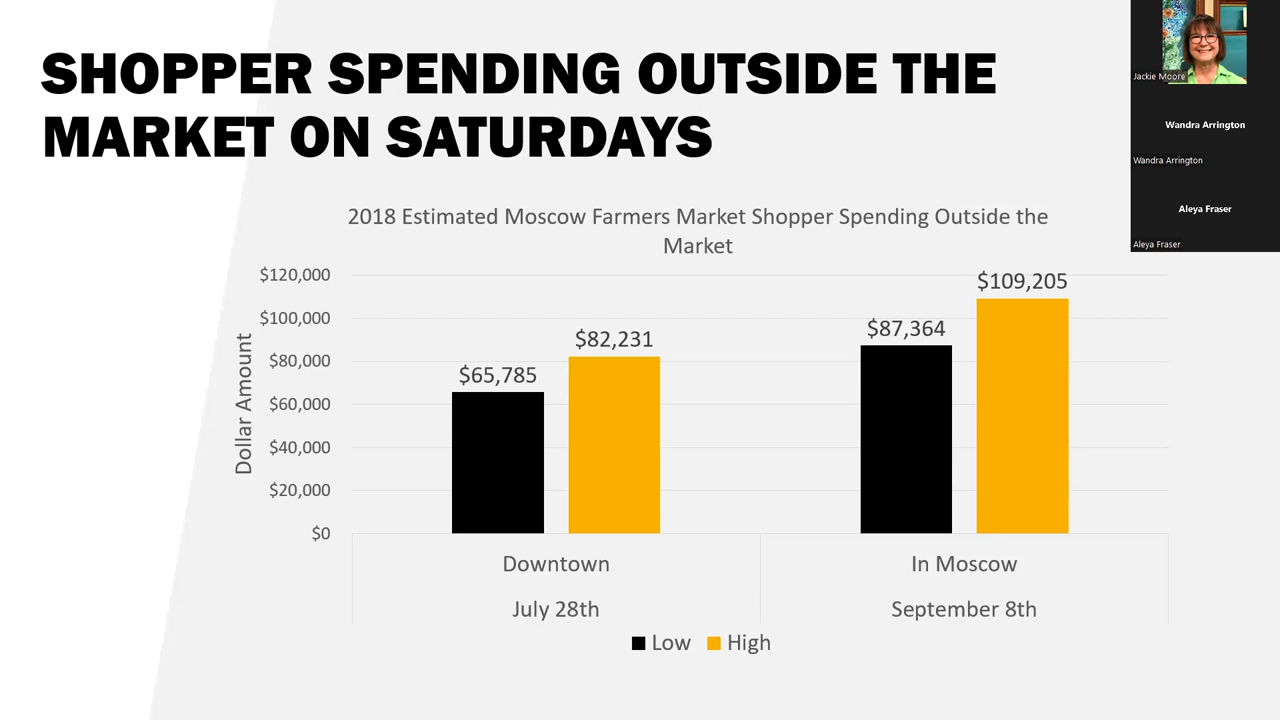 SHOPPER SPENDING OUTSIDE THE
MARKET ON SATURDAYS
2018 Estimated Moscow Farmers Market Shopper Spending Outside the
Market
Dollar Amount
$120,000
$100,000
$80,000
$60,000
$40,000
$20,000
$0
$65,785
$82,231
$87,364
$109,205
Downtown
In Moscow
July 28th
September 8th
Low
High
Jackie Moore
Wandra Arrington
Wandra Arrington
Aleya Fraser
Aleya Fraser